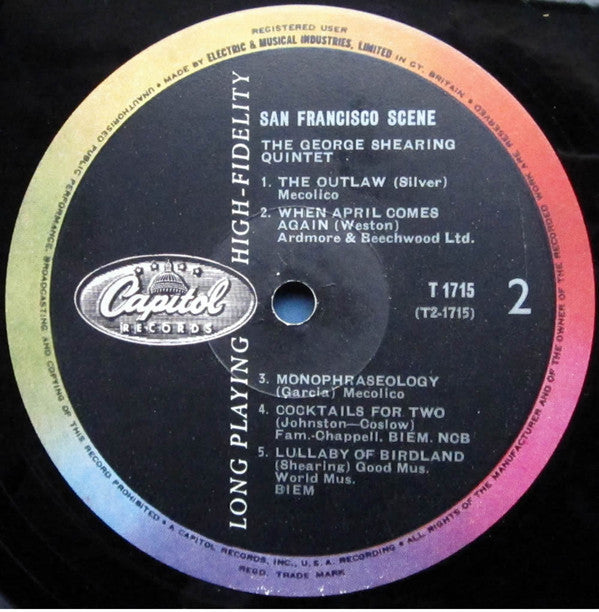 REGISTERED USER
• MADE BY ELECTRIC & MUSICAL INDUSTRIES, LIMITED IN GT. BRITAIN •
ALL RIGHTS OF THE MANUFACTURER AND OF THE OWNER OF THE RECORDED WORK ARE RESERVED
UNAUTHORISED PUBLIC PERFORMANCE, BROADCASTING AND COPYING OF THIS RECORD PROHIBITED •
A CAPITOL RECORDS, INC., U.S.A. RECORDING •
REGD. TRADE MARK
LONG PLAYING HIGH-FIDELITY
Capitol
RECORDS
SAN FRANCISCO SCENE
THE GEORGE SHEARING
QUINTET
1. THE OUTLAW (Silver)
Mecolico
2. WHEN APRIL COMES
AGAIN (Weston)
Ardmore & Beechwood Ltd.
T 1715
(T2-1715)
2
3. MONOPHRASEOLOGY
(Garcia) Mecolico
4. COCKTAILS FOR TWO
(Johnston—Coslow)
Fam.-Chappell. BIEM. NCB
5. LULLABY OF BIRDLAND
(Shearing) Good Mus.
World Mus.
BIEM